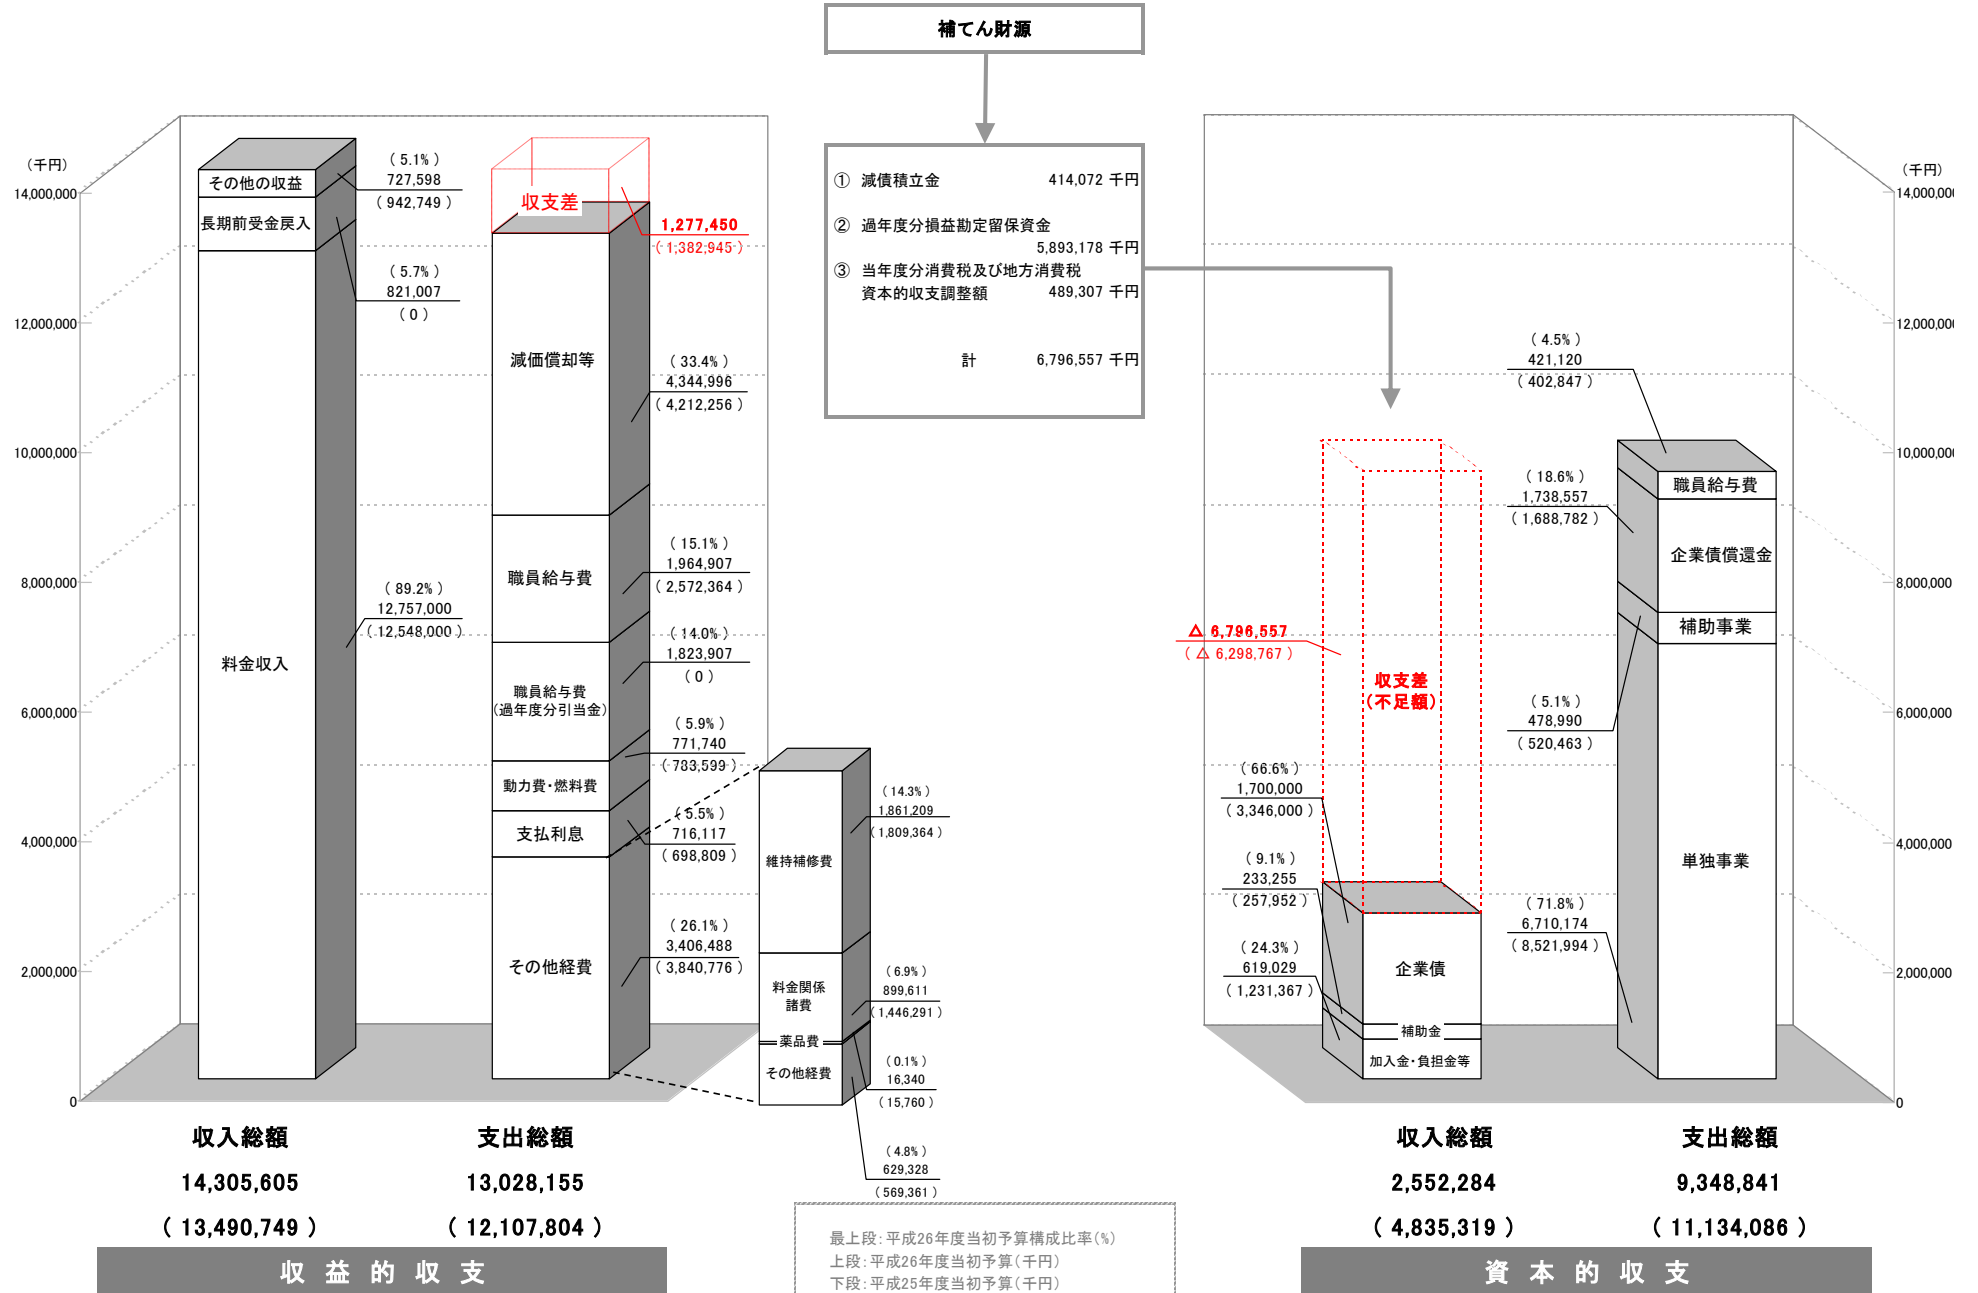 補てん財源
① 減債積立金 414,072 千円
② 過年度分損益勘定留保資金
5,893,178 千円
③ 当年度分消費税及び地方消費税
資本的収支調整額 489,307 千円
計 6,796,557 千円
(千円)
14,000,000
12,000,000
10,000,000
8,000,000
6,000,000
4,000,000
2,000,000
0
その他の収益
長期前受金戻入
料金収入
( 5.1% )
727,598
( 942,749 )
( 5.7% )
821,007
( 0 )
( 89.2% )
12,757,000
( 12,548,000 )
収支差
1,277,450
( 1,382,945 )
減価償却等
( 33.4% )
4,344,996
( 4,212,256 )
職員給与費
( 15.1% )
1,964,907
( 2,572,364 )
職員給与費
(過年度分引当金)
( 14.0% )
1,823,907
( 0 )
動力費・燃料費
( 5.9% )
771,740
( 783,599 )
支払利息
( 5.5% )
716,117
( 698,809 )
その他経費
( 26.1% )
3,406,488
( 3,840,776 )
維持補修費
( 14.3% )
1,861,209
( 1,809,364 )
料金関係
諸費
( 6.9% )
899,611
( 1,446,291 )
薬品費
( 0.1% )
16,340
( 15,760 )
その他経費
( 4.8% )
629,328
( 569,361 )
収入総額
14,305,605
( 13,490,749 )
支出総額
13,028,155
( 12,107,804 )
収益的収支
最上段:平成26年度当初予算構成比率(%)
上段:平成26年度当初予算(千円)
下段:平成25年度当初予算(千円)
(千円)
14,000,000
12,000,000
10,000,000
8,000,000
6,000,000
4,000,000
2,000,000
0
△ 6,796,557
( △ 6,298,767 )
収支差
(不足額)
( 66.6% )
1,700,000
( 3,346,000 )
企業債
( 9.1% )
233,255
( 257,952 )
補助金
( 24.3% )
619,029
( 1,231,367 )
加入金・負担金等
( 4.5% )
421,120
( 402,847 )
職員給与費
( 18.6% )
1,738,557
( 1,688,782 )
企業債償還金
( 5.1% )
478,990
( 520,463 )
補助事業
( 71.8% )
6,710,174
( 8,521,994 )
単独事業
収入総額
2,552,284
( 4,835,319 )
支出総額
9,348,841
( 11,134,086 )
資本的収支